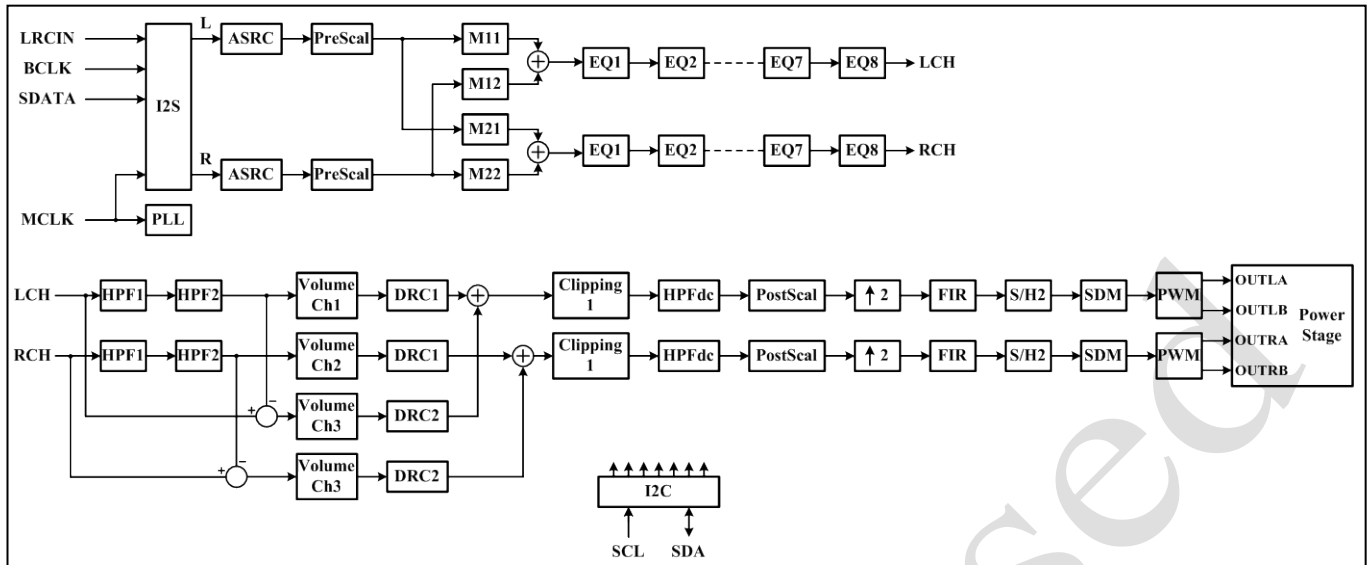 LRCIN
BCLK
SDATA
MCLK
I2S
PLL
L
ASRC
PreScal
M11
M12
+
EQ1
EQ2
EQ7
EQ8
LCH
R
ASRC
PreScal
M21
M22
+
EQ1
EQ2
EQ7
EQ8
RCH
LCH
HPF1
HPF2
Volume
Ch1
DRC1
+
Clipping
1
HPFdc
PostScal
↑ 2
FIR
S/H2
SDM
PWM
OUTLA
OUTLB
RCH
HPF1
HPF2
Volume
Ch2
DRC1
+
Clipping
1
HPFdc
PostScal
↑ 2
FIR
S/H2
SDM
PWM
OUTRA
OUTRB
Power
Stage
+
−
Volume
Ch3
DRC2
+
−
Volume
Ch3
DRC2
I2C
SCL
SDA
sed